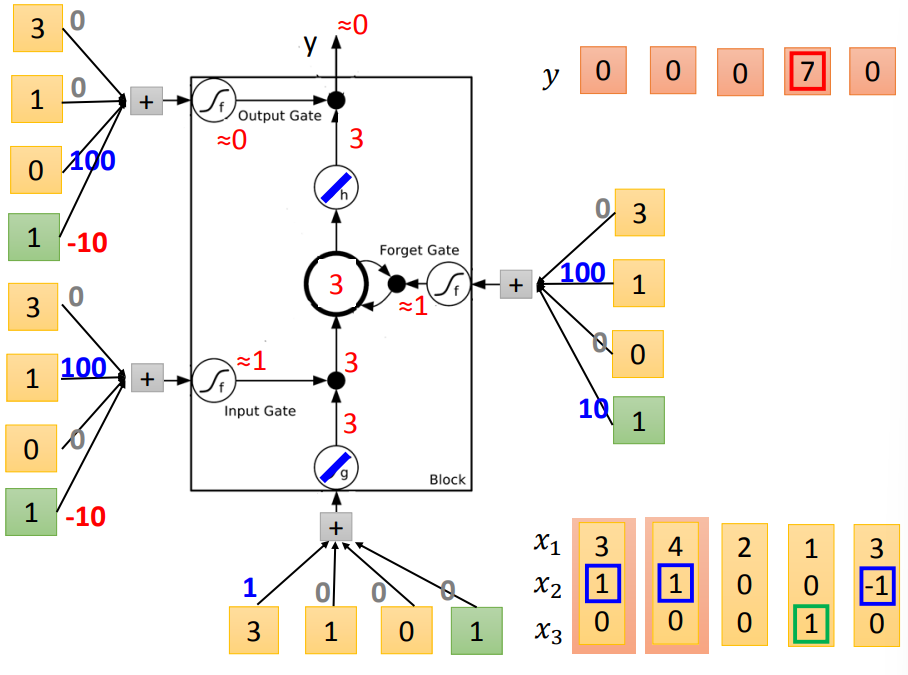 3 0
1 0
0 100
1 -10
+
f
Output Gate
≈0
y ≈0
3
h
3
Forget Gate
f
≈1
+
0 3
100 1
0 0
10 1
3 0
1 100
0 0
1 -10
+
f
≈1
Input Gate
3
3
g
Block
+
1 0 0 0
3 1 0 1
y 0 0 0 7 0
x₁ 3 4 2 1 3
x₂ 1 1 0 0 -1
x₃ 0 0 0 1 0